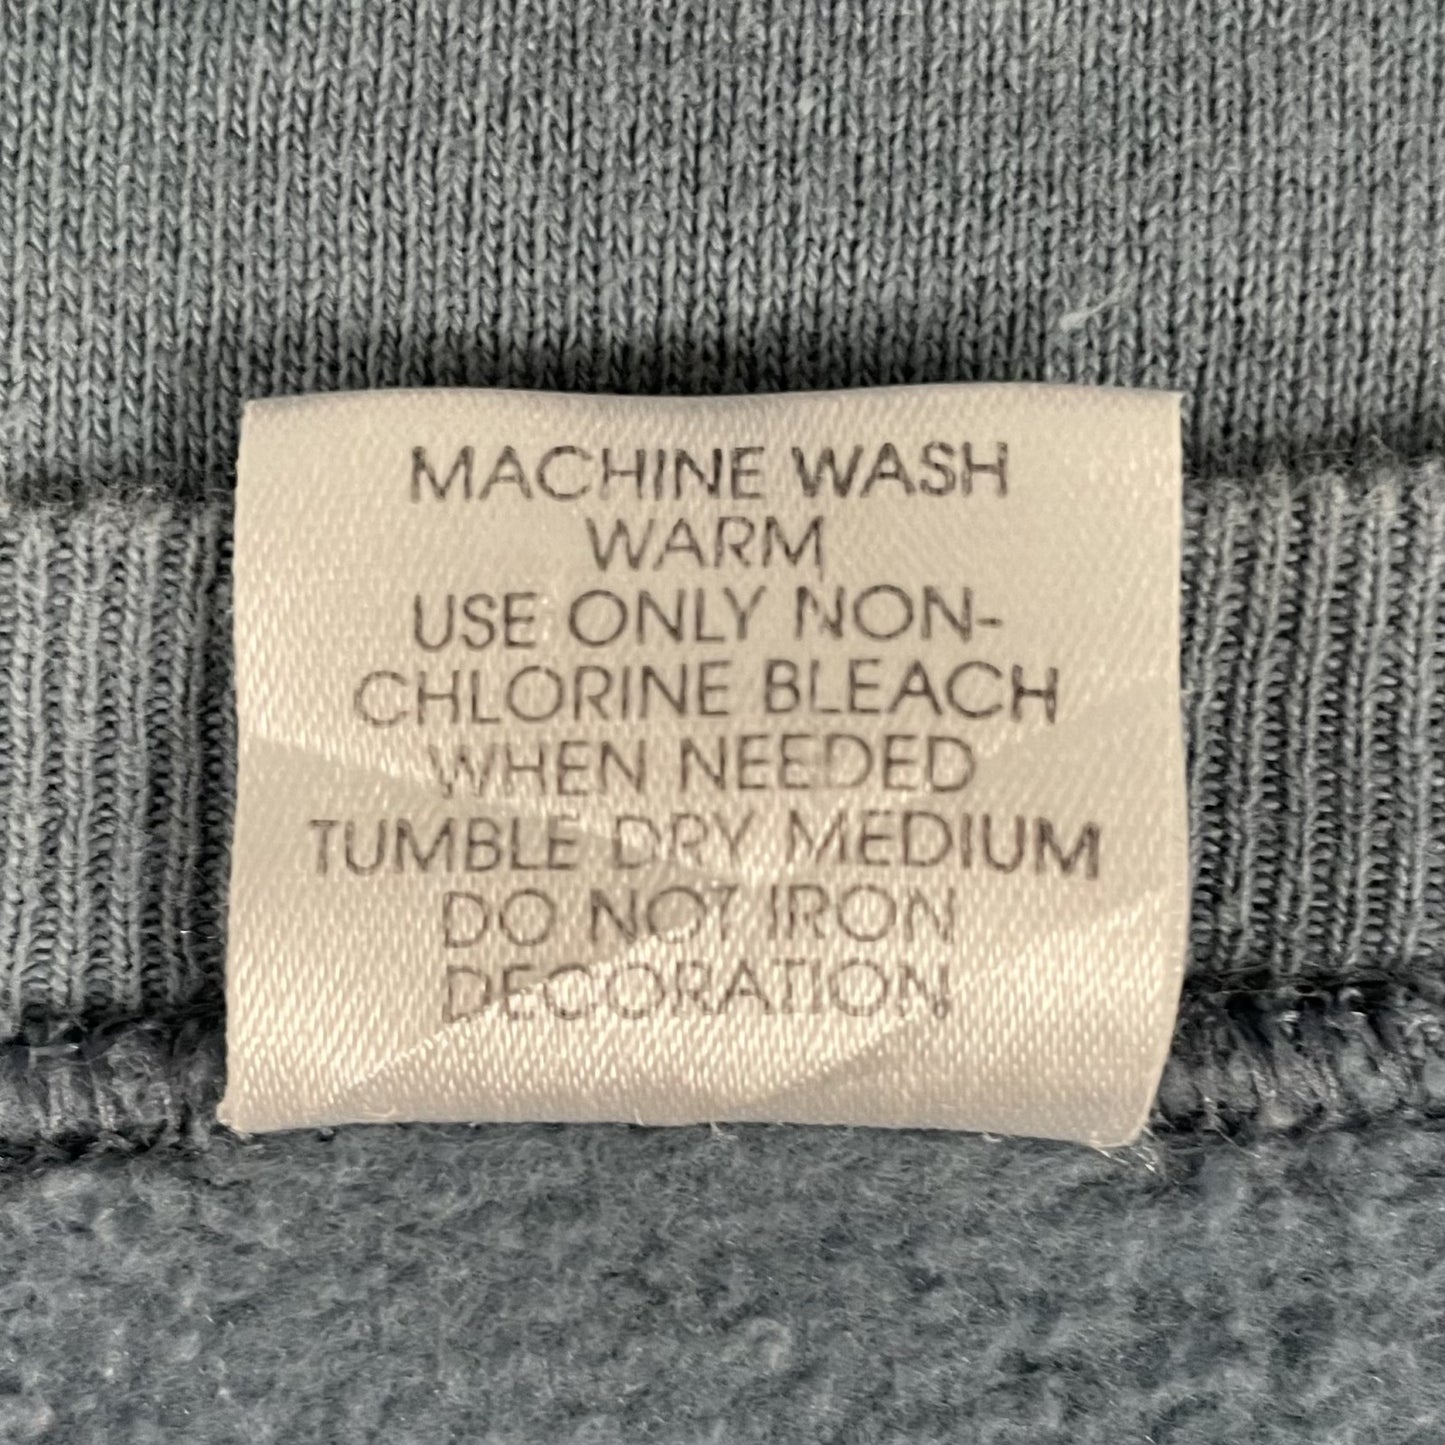 MACHINE WASH
WARM
USE ONLY NON-
CHLORINE BLEACH
WHEN NEEDED
TUMBLE DRY MEDIUM
DO NOT IRON
DECORATION